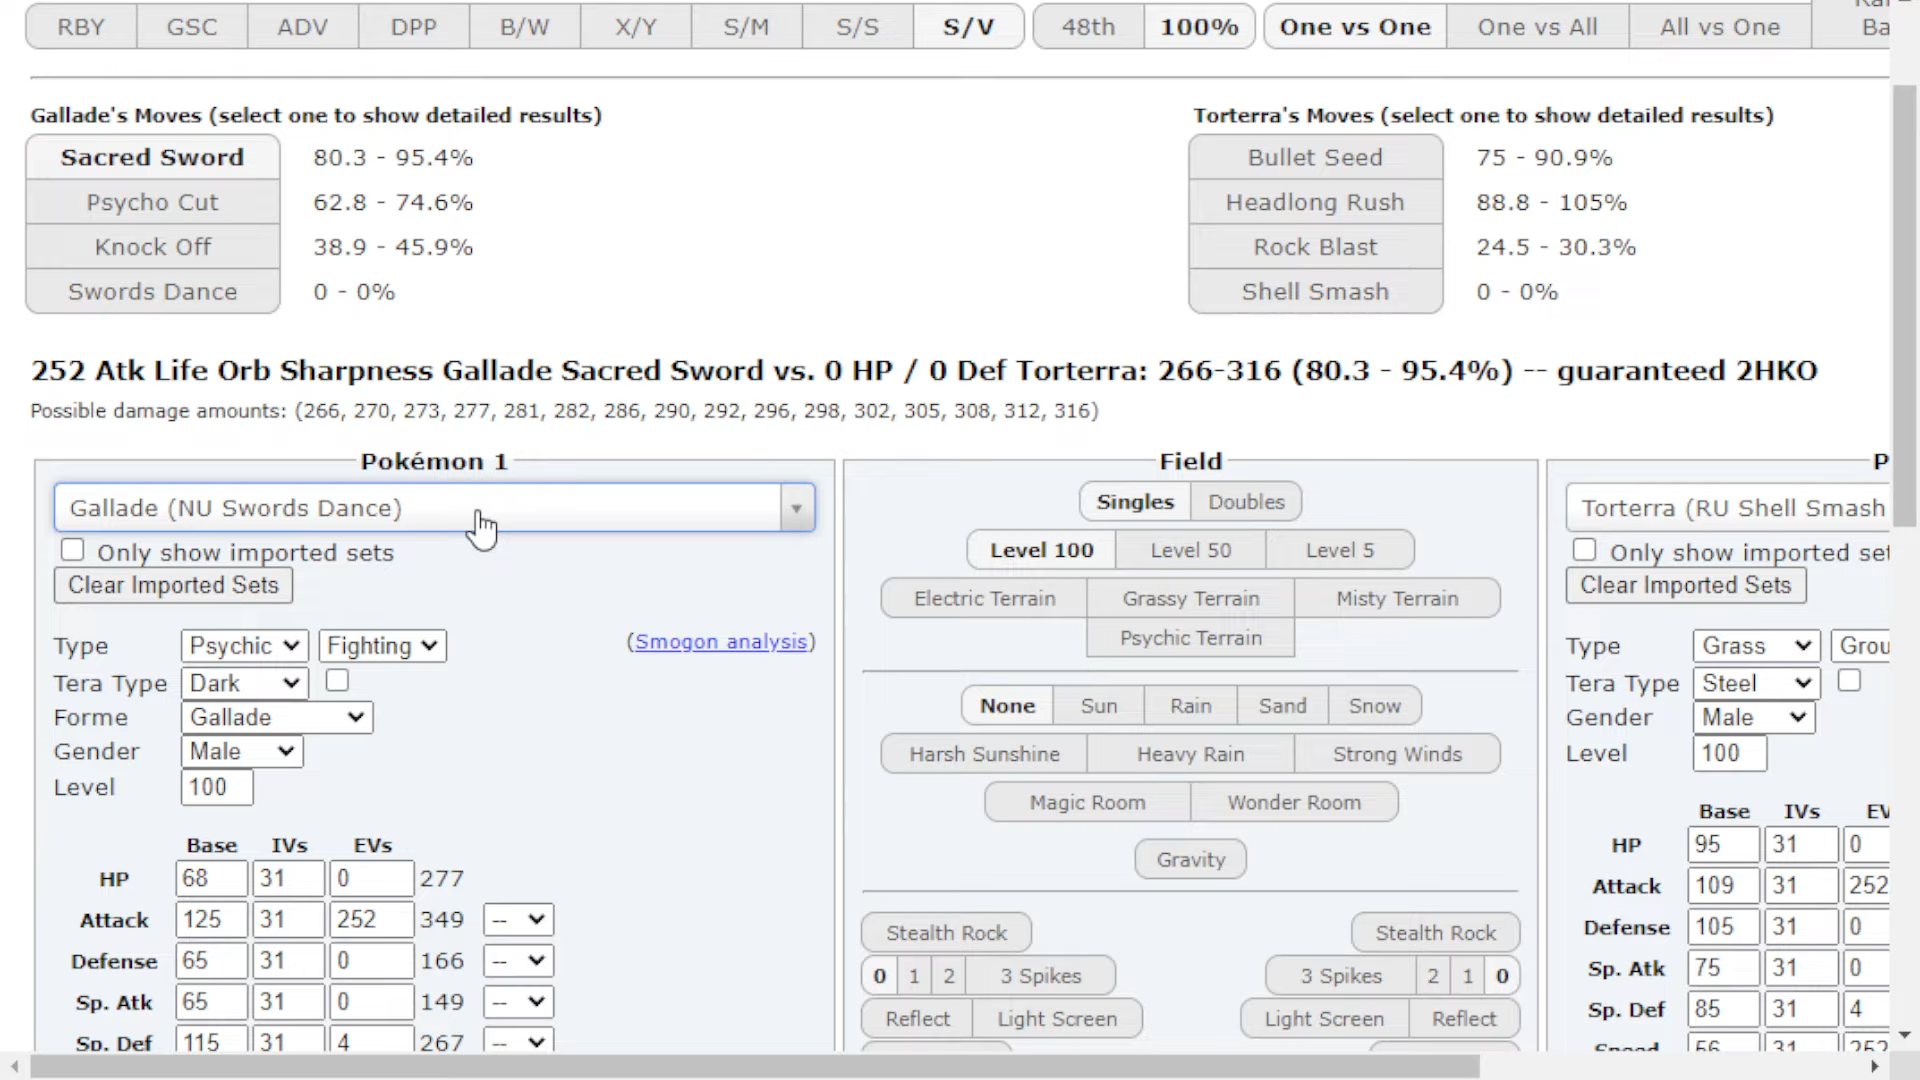 RBY GSC ADV DPP B/W X/Y S/M S/S S/V 48th 100% One vs One One vs All All vs One Ba
Gallade's Moves (select one to show detailed results) Torterra's Moves (select one to show detailed results)
Sacred Sword 80.3 - 95.4% Bullet Seed 75 - 90.9%
Psycho Cut 62.8 - 74.6% Headlong Rush 88.8 - 105%
Knock Off 38.9 - 45.9% Rock Blast 24.5 - 30.3%
Swords Dance 0 - 0% Shell Smash 0 - 0%
252 Atk Life Orb Sharpness Gallade Sacred Sword vs. 0 HP / 0 Def Torterra: 266-316 (80.3 - 95.4%) -- guaranteed 2HKO
Possible damage amounts: (266, 270, 273, 277, 281, 282, 286, 290, 292, 296, 298, 302, 305, 308, 312, 316)
Pokémon 1 Field P
Gallade (NU Swords Dance) Singles Doubles Torterra (RU Shell Smash
Only show imported sets Level 100 Level 50 Level 5 Only show imported set
Clear Imported Sets Electric Terrain Grassy Terrain Misty Terrain Clear Imported Sets
Psychic Terrain
Type Psychic Fighting (Smogon analysis) Type Grass Grou
Tera Type Dark None Sun Rain Sand Snow Tera Type Steel
Forme Gallade Gender Male
Gender Male Harsh Sunshine Heavy Rain Strong Winds Level 100
Level 100 Magic Room Wonder Room
Base IVs EVs Gravity Base IVs EV
HP 68 31 0 277 HP 95 31 0
Attack 125 31 252 349 -- Stealth Rock Stealth Rock Attack 109 31 252
Defense 65 31 0 166 -- 0 1 2 3 Spikes 3 Spikes 2 1 0 Defense 105 31 0
Sp. Atk 65 31 0 149 -- Reflect Light Screen Light Screen Reflect Sp. Atk 75 31 0
Sp. Def 115 31 4 267 -- Sp. Def 85 31 4
Speed 56 31 252